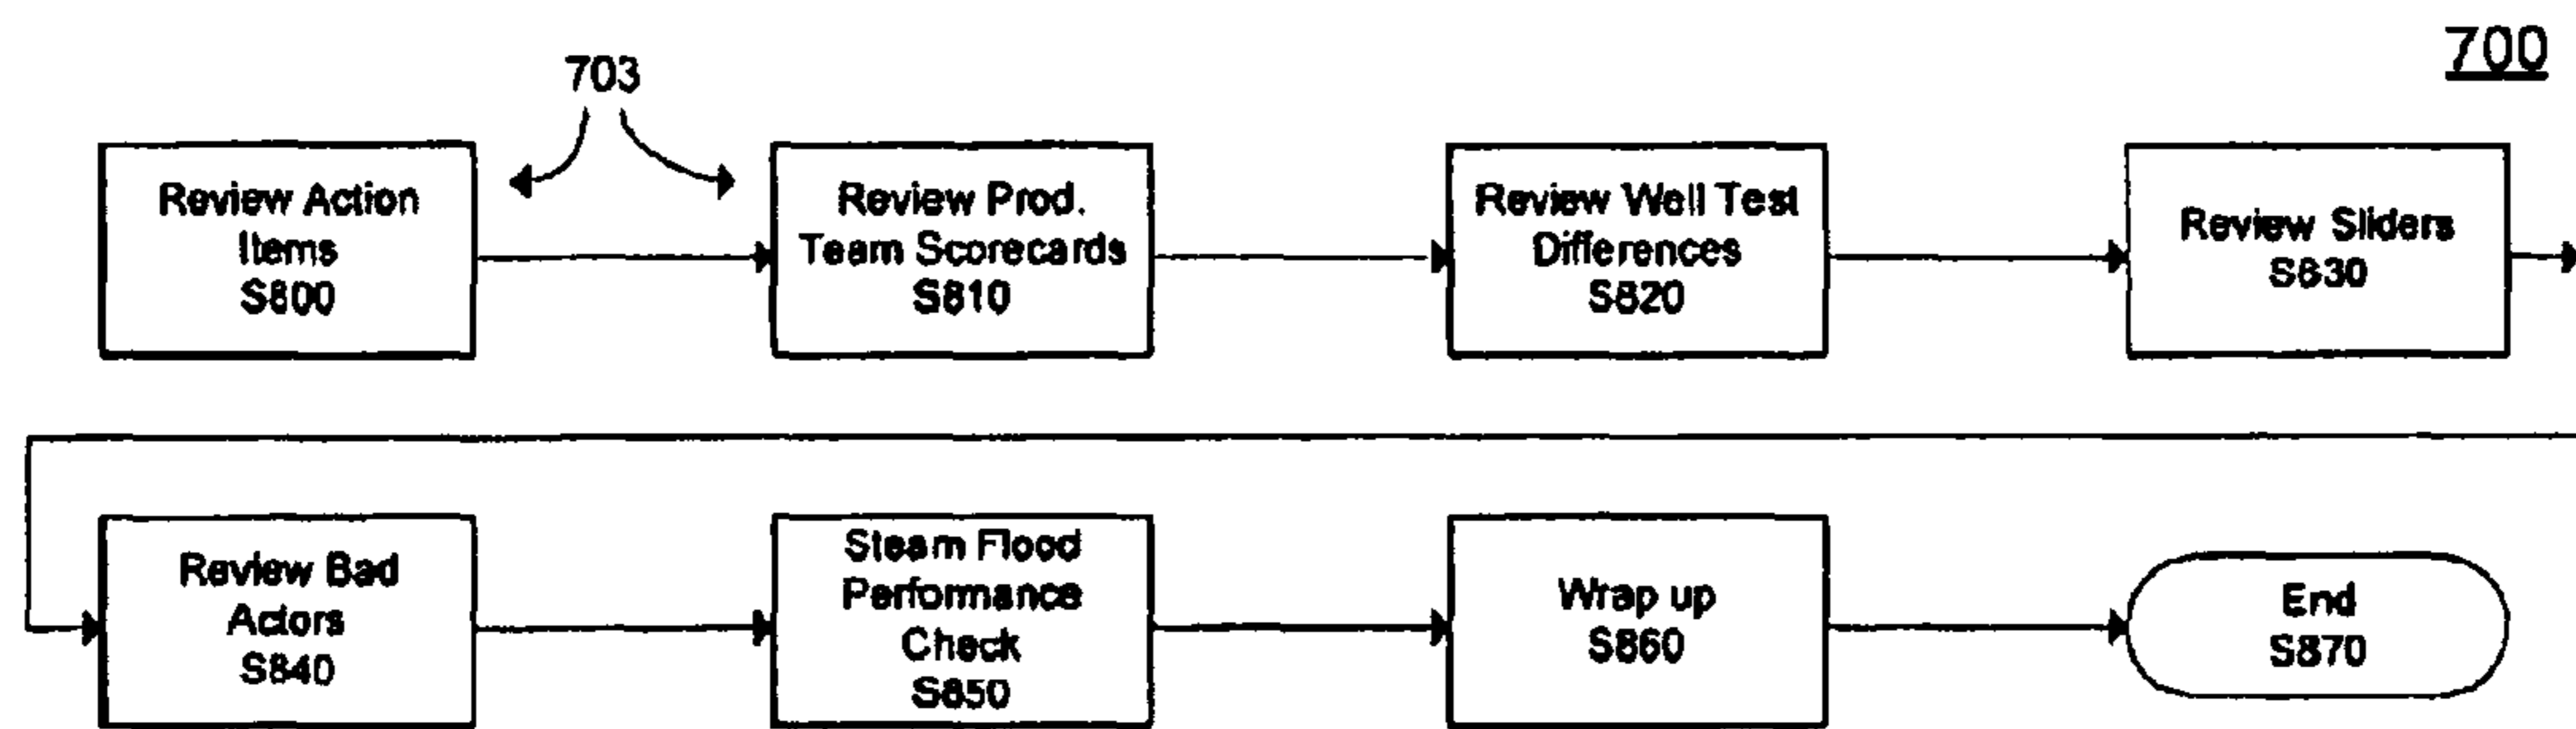 700
703
Review Action
Items
S800
Review Prod.
Team Scorecards
S810
Review Well Test
Differences
S820
Review Sliders
S830
Review Bad
Actors
S840
Steam Flood
Performance
Check
S850
Wrap up
S860
End
S870